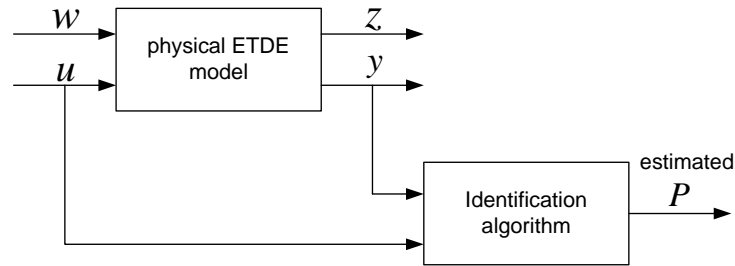 w
z
physical ETDE
model
u
y
estimated
P
Identification
algorithm